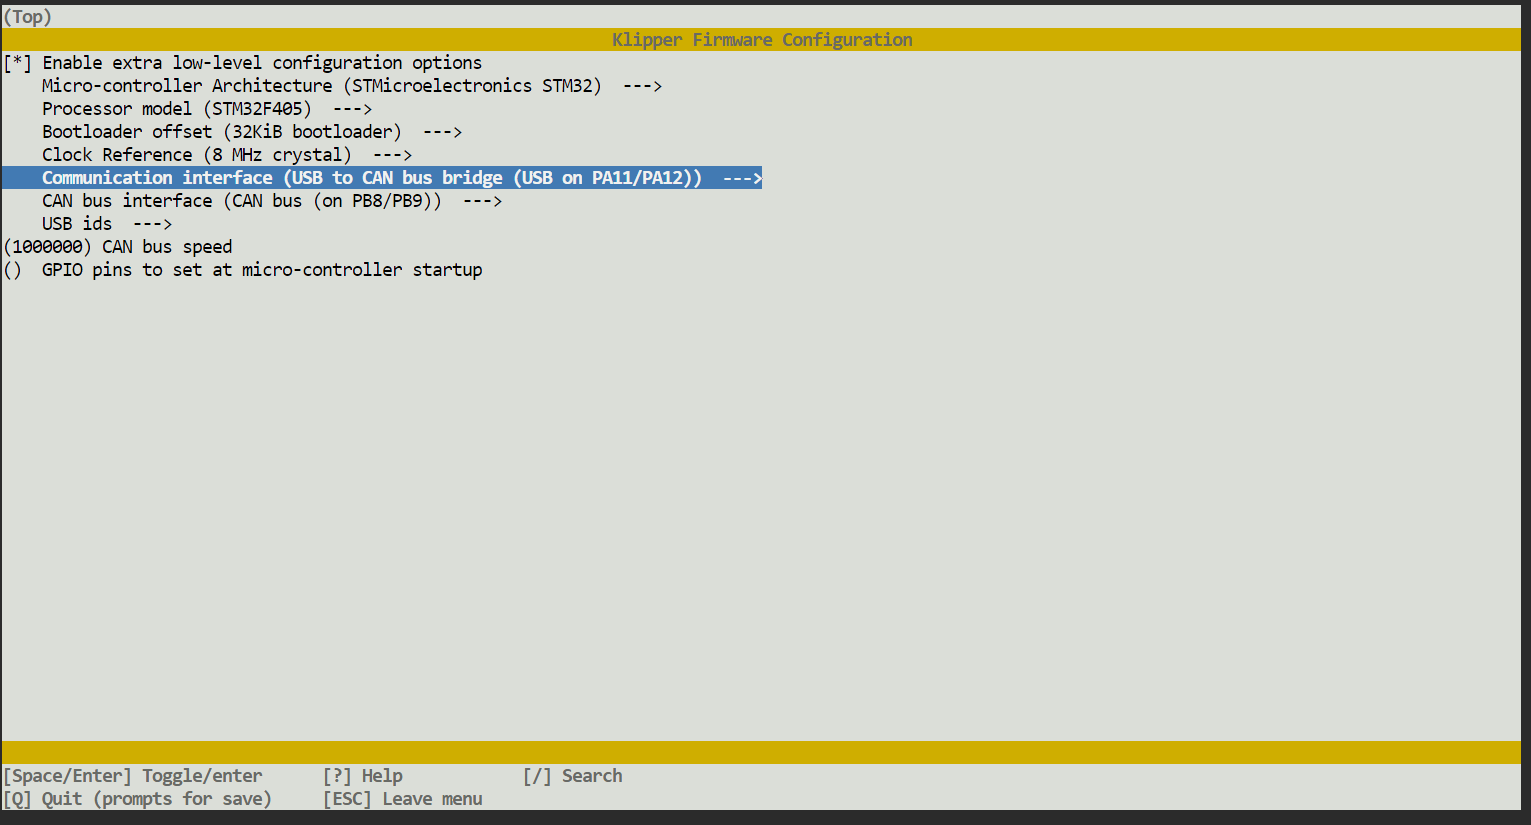 (Top)
Klipper Firmware Configuration
[*] Enable extra low-level configuration options
Micro-controller Architecture (STMicroelectronics STM32)  --->
Processor model (STM32F405)  --->
Bootloader offset (32KiB bootloader)  --->
Clock Reference (8 MHz crystal)  --->
Communication interface (USB to CAN bus bridge (USB on PA11/PA12))  --->
CAN bus interface (CAN bus (on PB8/PB9))  --->
USB ids  --->
(1000000) CAN bus speed
()  GPIO pins to set at micro-controller startup
[Space/Enter] Toggle/enter      [?] Help            [/] Search
[Q] Quit (prompts for save)     [ESC] Leave menu